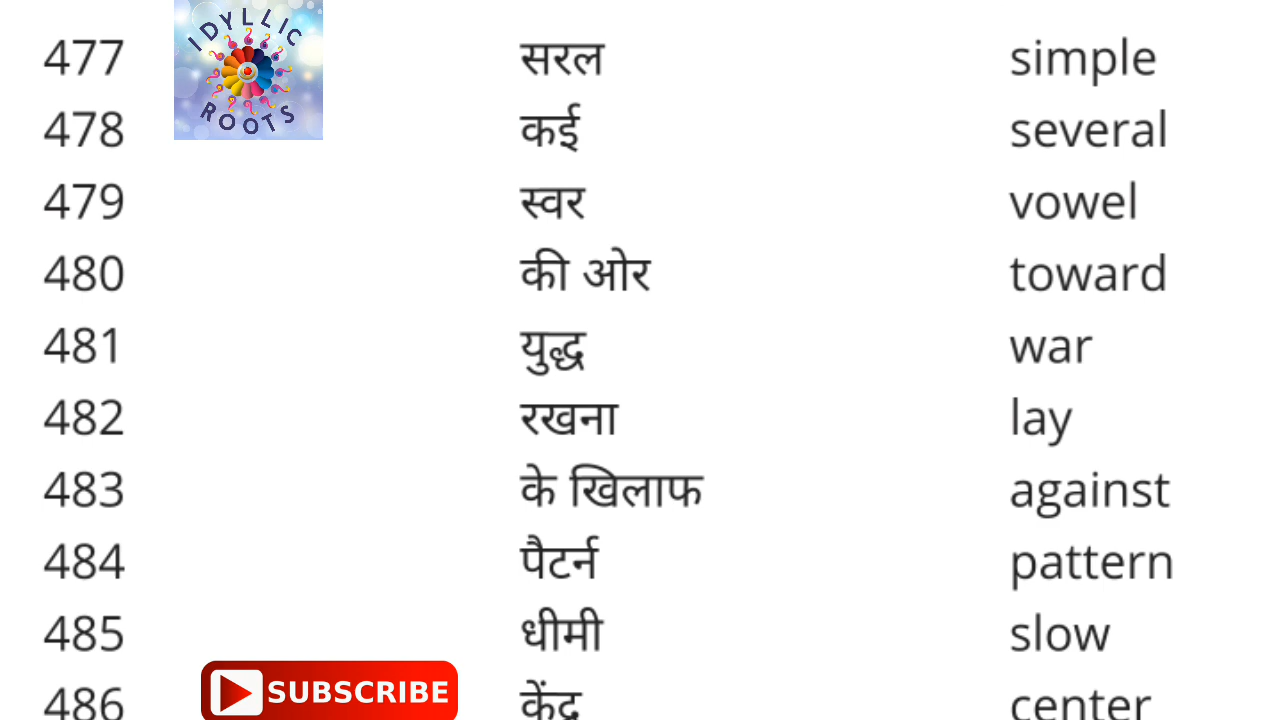 IDYLLIC
ROOTS
477 सरल simple
478 कई several
479 स्वर vowel
480 की ओर toward
481 युद्ध war
482 रखना lay
483 के खिलाफ against
484 पैटर्न pattern
485 धीमी slow
SUBSCRIBE
486 केंद्र center